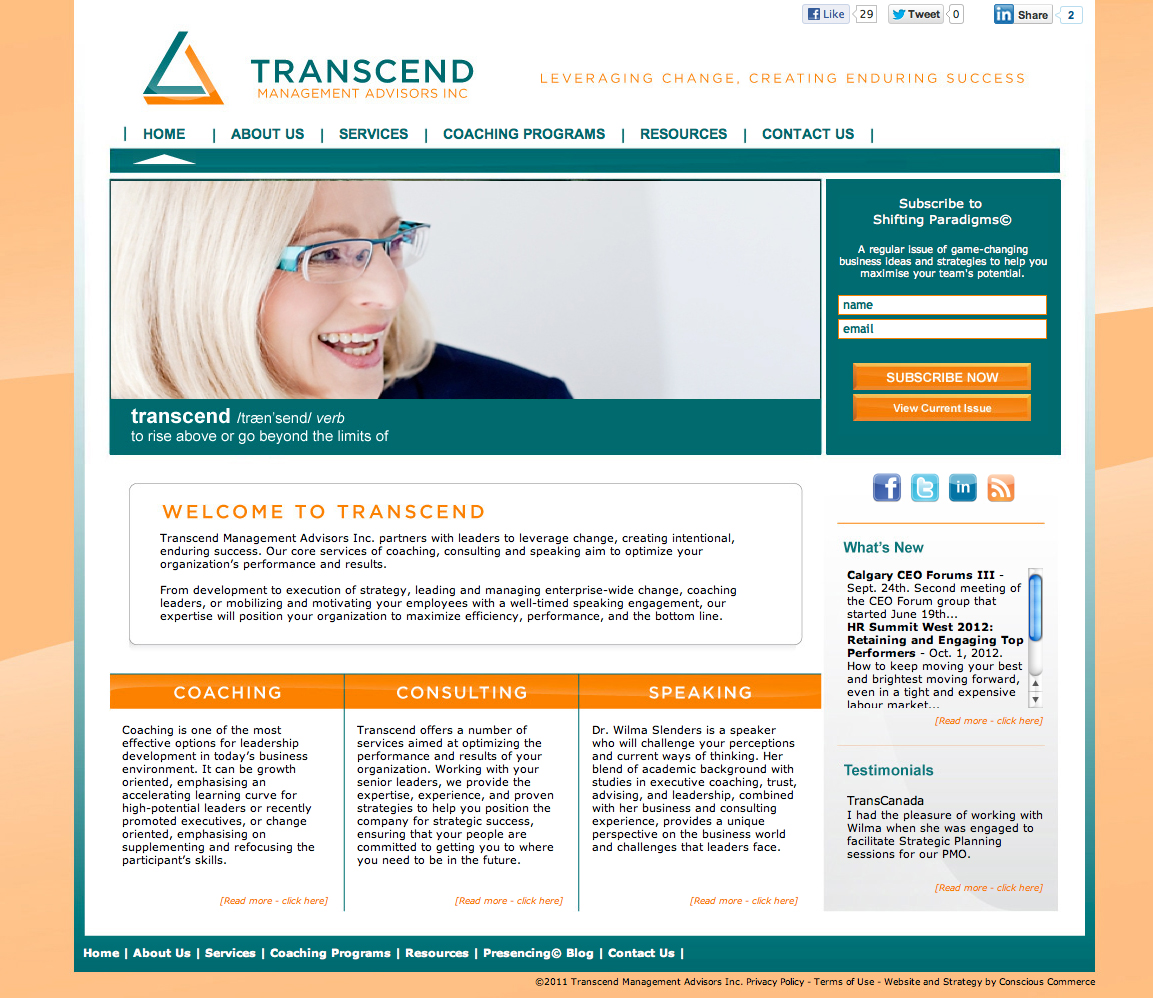 Like 29 Tweet 0 in Share 2
TRANSCEND
MANAGEMENT ADVISORS INC
LEVERAGING CHANGE, CREATING ENDURING SUCCESS
| HOME | ABOUT US | SERVICES | COACHING PROGRAMS | RESOURCES | CONTACT US |
transcend /træn'send/ verb
to rise above or go beyond the limits of
Subscribe to
Shifting Paradigms©
A regular issue of game-changing
business ideas and strategies to help you
maximise your team's potential.
name
email
SUBSCRIBE NOW
View Current Issue
WELCOME TO TRANSCEND
Transcend Management Advisors Inc. partners with leaders to leverage change, creating intentional,
enduring success. Our core services of coaching, consulting and speaking aim to optimize your
organization's performance and results.
From development to execution of strategy, leading and managing enterprise-wide change, coaching
leaders, or mobilizing and motivating your employees with a well-timed speaking engagement, our
expertise will position your organization to maximize efficiency, performance, and the bottom line.
What's New
Calgary CEO Forums III -
Sept. 24th. Second meeting of
the CEO Forum group that
started June 19th...
HR Summit West 2012:
Retaining and Engaging Top
Performers - Oct. 1, 2012.
How to keep moving your best
and brightest moving forward,
even in a tight and expensive
labour market...
[Read more - click here]
Testimonials
TransCanada
I had the pleasure of working with
Wilma when she was engaged to
facilitate Strategic Planning
sessions for our PMO.
[Read more - click here]
COACHING
Coaching is one of the most
effective options for leadership
development in today's business
environment. It can be growth
oriented, emphasising an
accelerating learning curve for
high-potential leaders or recently
promoted executives, or change
oriented, emphasising on
supplementing and refocusing the
participant's skills.
[Read more - click here]
CONSULTING
Transcend offers a number of
services aimed at optimizing the
performance and results of your
organization. Working with your
senior leaders, we provide the
expertise, experience, and proven
strategies to help you position the
company for strategic success,
ensuring that your people are
committed to getting you to where
you need to be in the future.
[Read more - click here]
SPEAKING
Dr. Wilma Slenders is a speaker
who will challenge your perceptions
and current ways of thinking. Her
blend of academic background with
studies in executive coaching, trust,
advising, and leadership, combined
with her business and consulting
experience, provides a unique
perspective on the business world
and challenges that leaders face.
[Read more - click here]
Home | About Us | Services | Coaching Programs | Resources | Presencing© Blog | Contact Us |
©2011 Transcend Management Advisors Inc. Privacy Policy - Terms of Use - Website and Strategy by Conscious Commerce